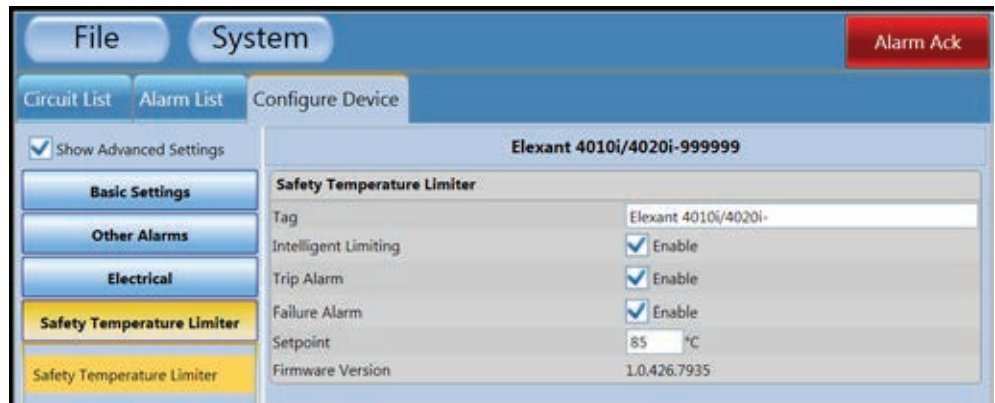 File System Alarm Ack
Circuit List Alarm List Configure Device
Show Advanced Settings
Elexant 4010i/4020i-999999
Basic Settings
Other Alarms
Electrical
Safety Temperature Limiter
Safety Temperature Limiter
Safety Temperature Limiter
Tag Elexant 4010i/4020i-
Intelligent Limiting Enable
Trip Alarm Enable
Failure Alarm Enable
Setpoint 85 °C
Firmware Version 1.0.426.7935